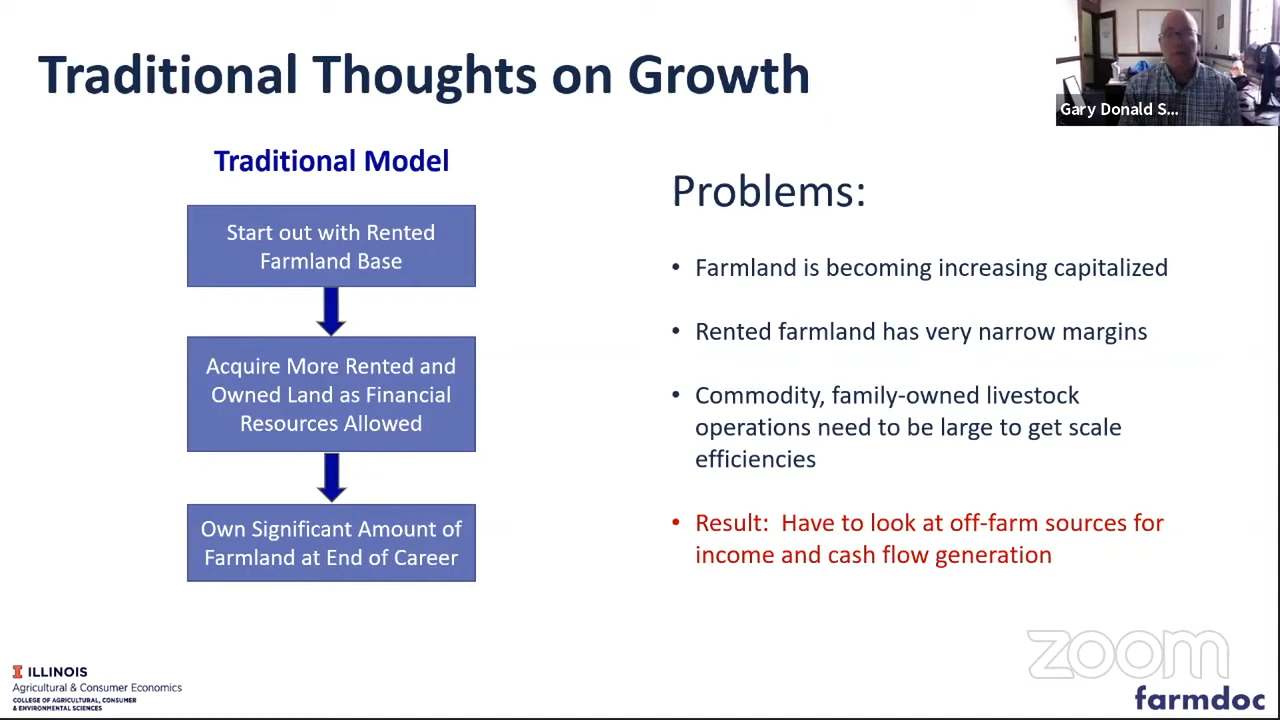 Traditional Thoughts on Growth
Gary Donald S...
Traditional Model
Start out with Rented
Farmland Base
Acquire More Rented and
Owned Land as Financial
Resources Allowed
Own Significant Amount of
Farmland at End of Career
Problems:
• Farmland is becoming increasing capitalized
• Rented farmland has very narrow margins
• Commodity, family-owned livestock
operations need to be large to get scale
efficiencies
• Result: Have to look at off-farm sources for
income and cash flow generation
I ILLINOIS
Agricultural & Consumer Economics
COLLEGE OF AGRICULTURAL, CONSUMER
& ENVIRONMENTAL SCIENCES
zoom
farmdoc